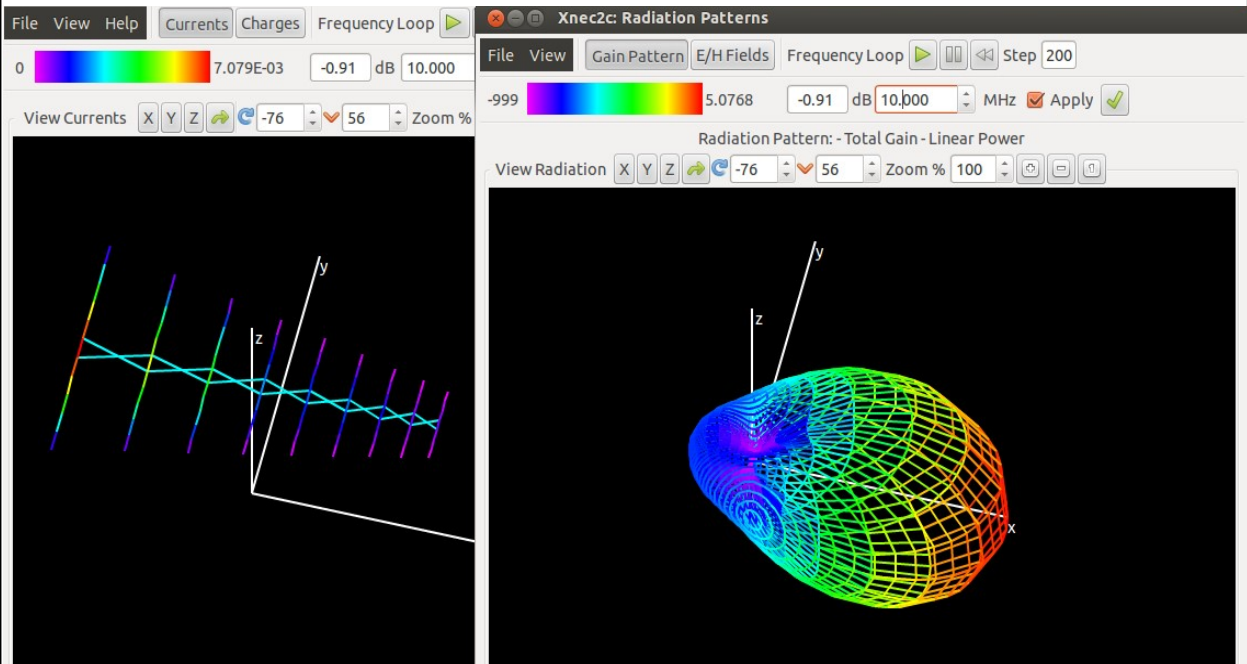 File View Help Currents Charges Frequency Loop
0 7.079E-03 -0.91 dB 10.000
View Currents X Y Z -76 56 Zoom %
y
z
Xnec2c: Radiation Patterns
File View Gain Pattern E/H Fields Frequency Loop Step 200
-999 5.0768 -0.91 dB 10.000 MHz Apply
Radiation Pattern: - Total Gain - Linear Power
View Radiation X Y Z -76 56 Zoom % 100
y
z
x